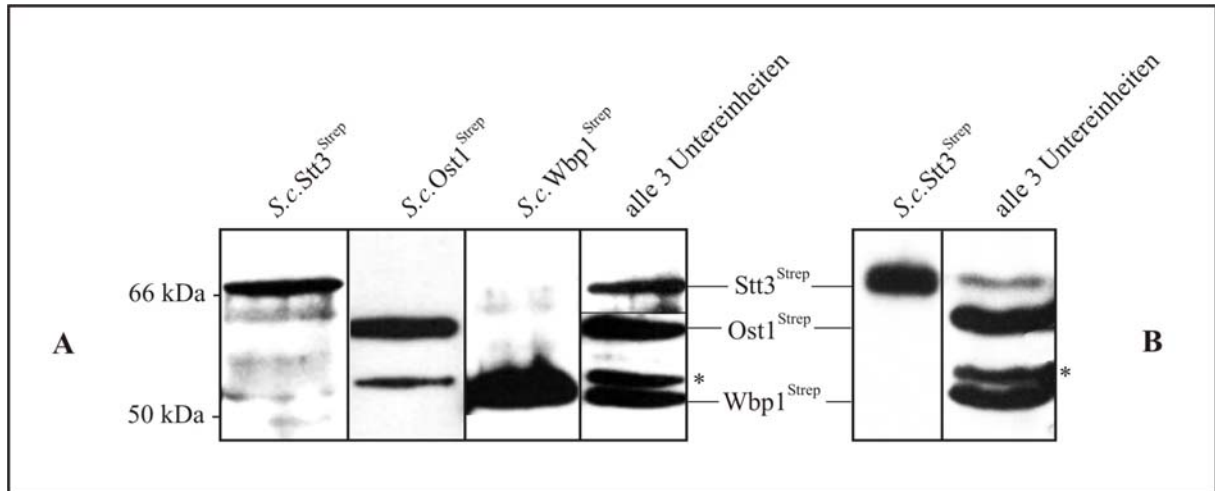 S.c.Stt3Strep
S.c.Ost1Strep
S.c.Wbp1Strep
alle 3 Untereinheiten
S.c.Stt3Strep
alle 3 Untereinheiten
66 kDa
Stt3Strep
Ost1Strep
A
B
*
*
Wbp1Strep
50 kDa